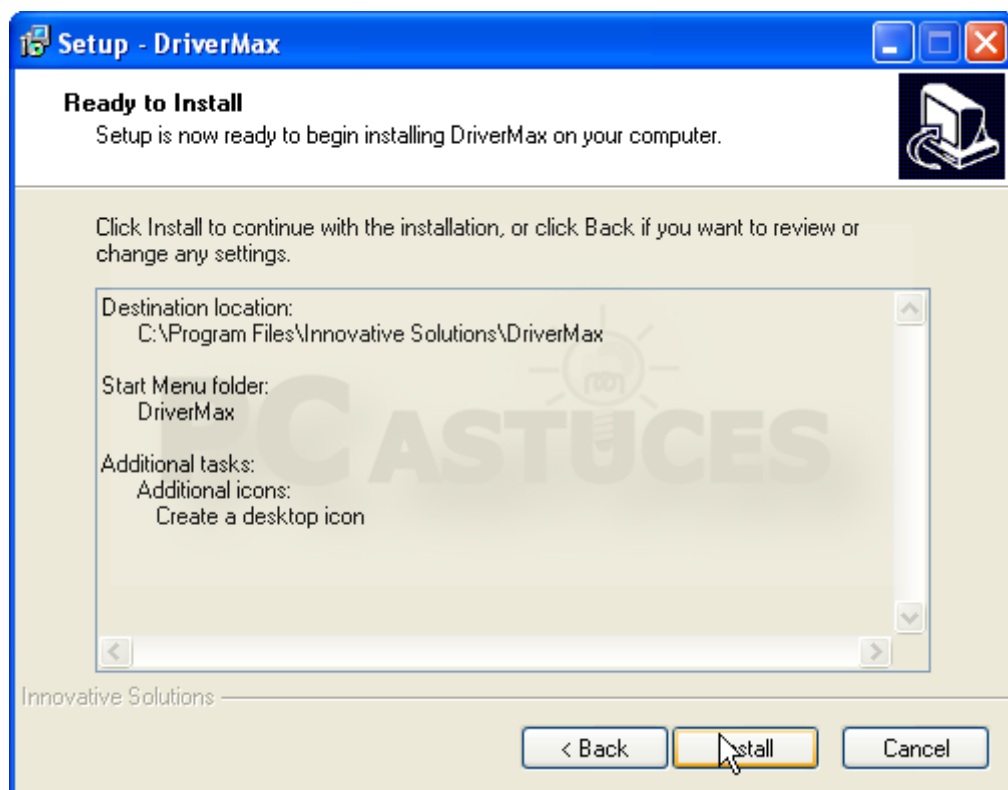 Setup - DriverMax
Ready to Install
Setup is now ready to begin installing DriverMax on your computer.
Click Install to continue with the installation, or click Back if you want to review or
change any settings.
Destination location:
C:\Program Files\Innovative Solutions\DriverMax
Start Menu folder:
DriverMax
Additional tasks:
Additional icons:
Create a desktop icon
PC ASTUCES
Innovative Solutions
< Back
Install
Cancel